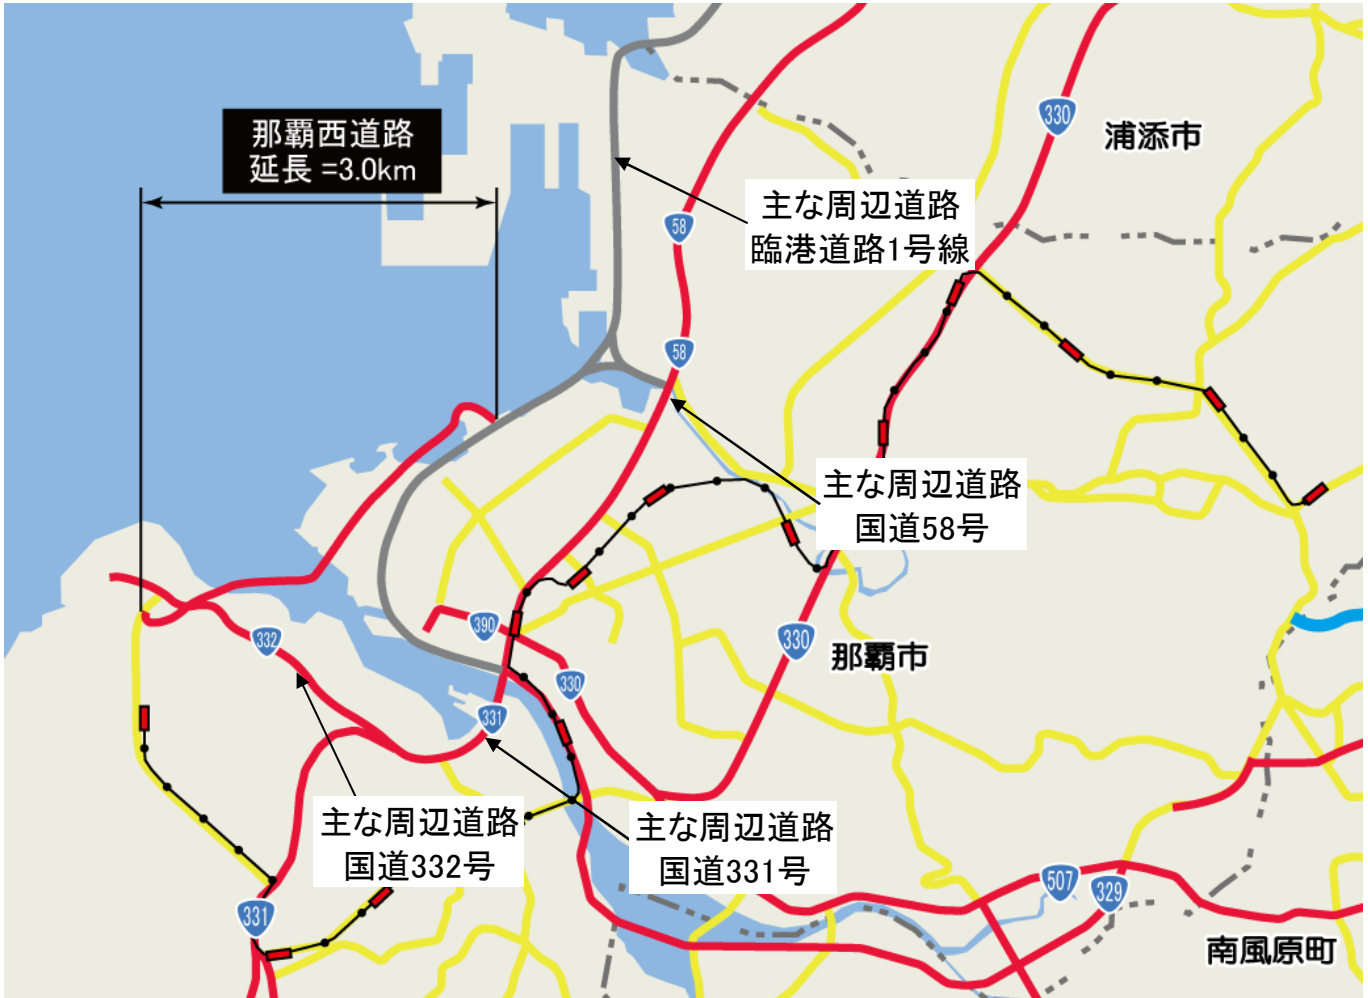 那覇西道路
延長 =3.0km
330
浦添市
主な周辺道路
臨港道路1号線
58
58
主な周辺道路
国道58号
390
332
330
那覇市
330
331
主な周辺道路
国道332号
主な周辺道路
国道331号
507
329
331
南風原町